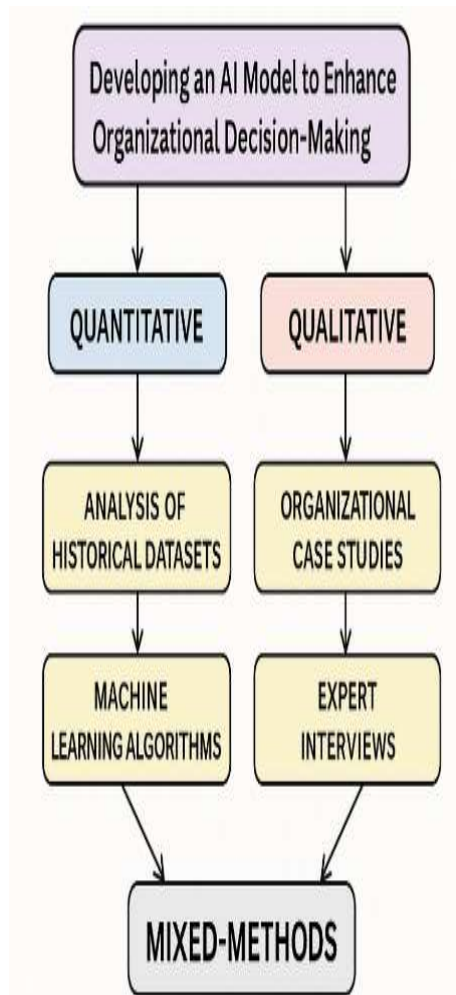 Developing an AI Model to Enhance
Organizational Decision-Making
QUANTITATIVE
QUALITATIVE
ANALYSIS OF
HISTORICAL DATASETS
ORGANIZATIONAL
CASE STUDIES
MACHINE
LEARNING ALGORITHMS
EXPERT
INTERVIEWS
MIXED-METHODS